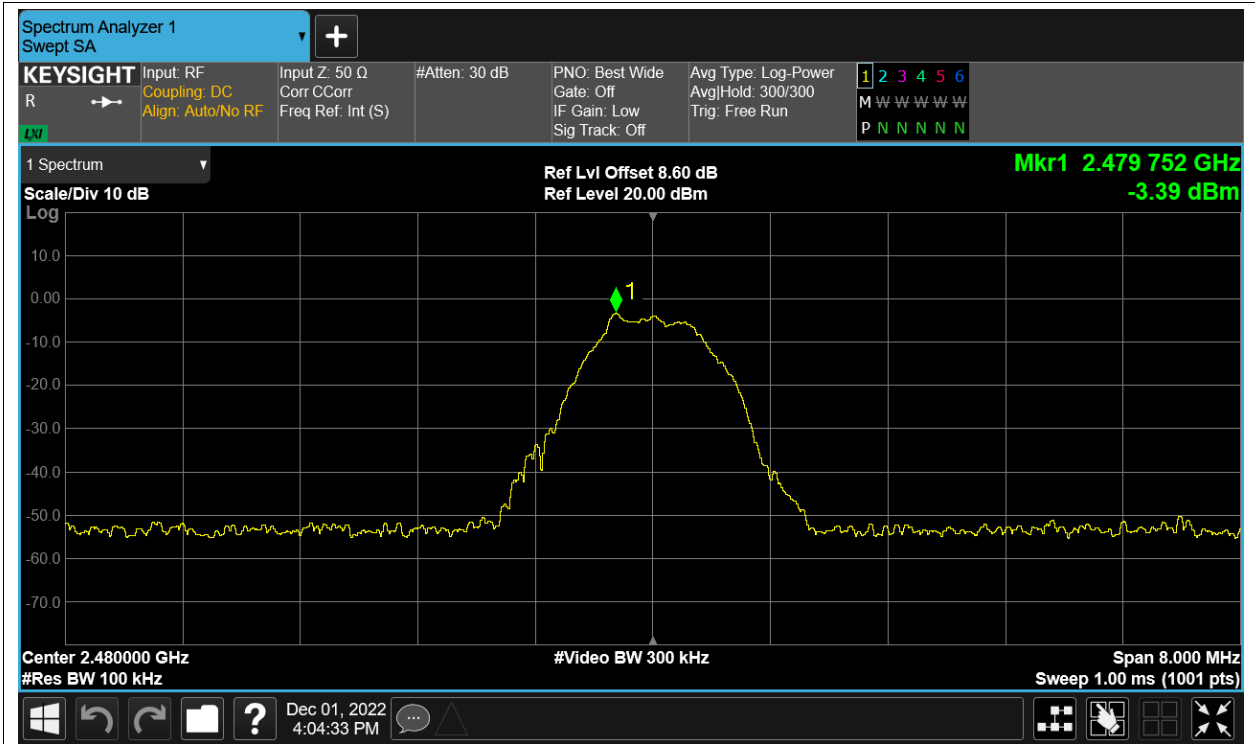 Spectrum Analyzer 1
Swept SA
KEYSIGHT
R
LXI
Input: RF
Coupling: DC
Align: Auto/No RF
Input Z: 50 Ω
Corr CCorr
Freq Ref: Int (S)
#Atten: 30 dB
PNO: Best Wide
Gate: Off
IF Gain: Low
Sig Track: Off
Avg Type: Log-Power
Avg|Hold: 300/300
Trig: Free Run
1 2 3 4 5 6
M W W W W W W
P N N N N N N
1 Spectrum
Scale/Div 10 dB
Ref Lvl Offset 8.60 dB
Ref Level 20.00 dBm
Mkr1 2.479 752 GHz
-3.39 dBm
Log
10.0
0.00
-10.0
-20.0
-30.0
-40.0
-50.0
-60.0
-70.0
1
Center 2.480000 GHz
#Res BW 100 kHz
#Video BW 300 kHz
Span 8.000 MHz
Sweep 1.00 ms (1001 pts)
?
Dec 01, 2022
4:04:33 PM